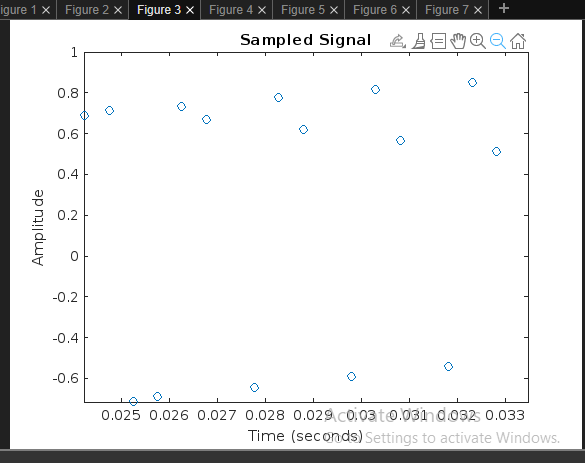 igure 1 × Figure 2 × Figure 3 × Figure 4 × Figure 5 × Figure 6 × Figure 7 × +
Sampled Signal
1
0.8
0.6
0.4
0.2
0
-0.2
-0.4
-0.6
Amplitude
0.025 0.026 0.027 0.028 0.029 0.03 0.031 0.032 0.033
Time (seconds)
Activate Windows
Go to Settings to activate Windows.